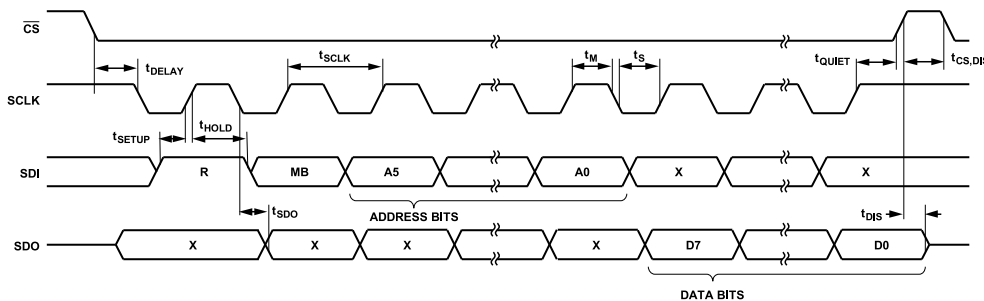 CS
tDELAY
tSCLK
tM
tS
tQUIET
tCS,DIS
SCLK
tSETUP
tHOLD
SDI
R
MB
A5
A0
X
X
tSDO
ADDRESS BITS
tDIS
SDO
X
X
X
X
D7
D0
DATA BITS